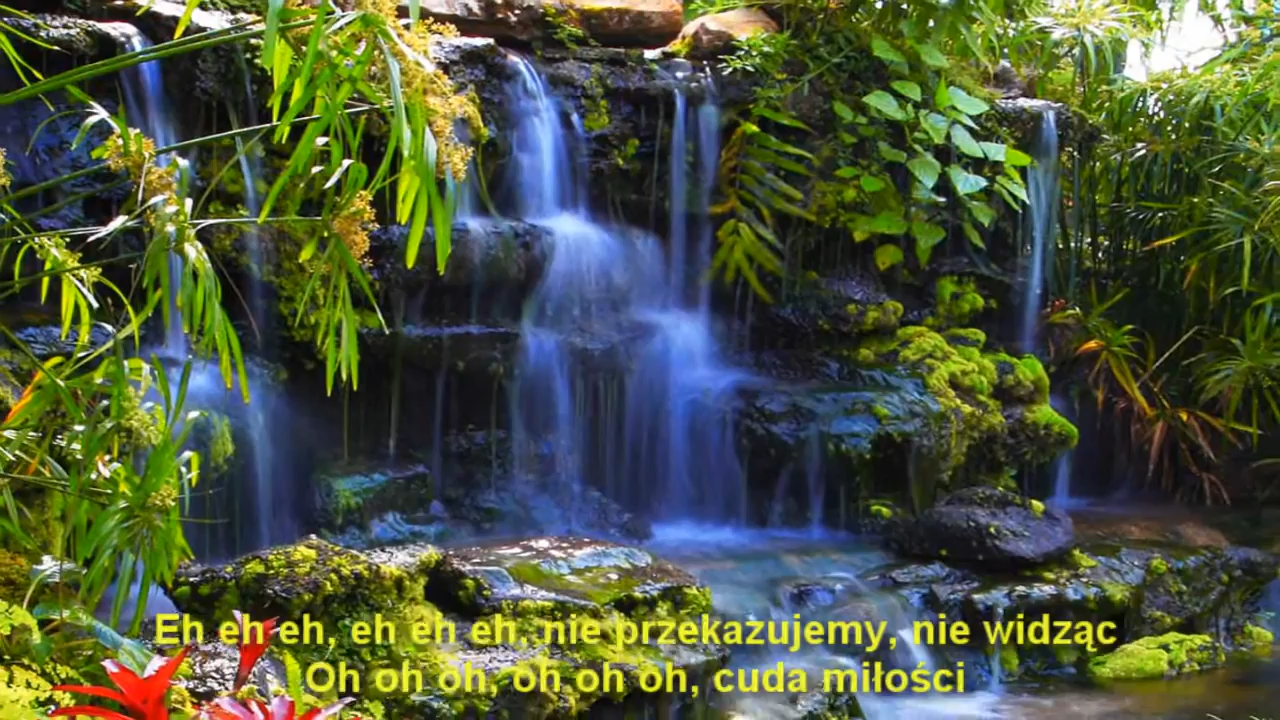 Eh eh eh, eh eh eh, nie przekazujemy, nie widząc
Oh oh oh, oh oh oh, cuda miłości